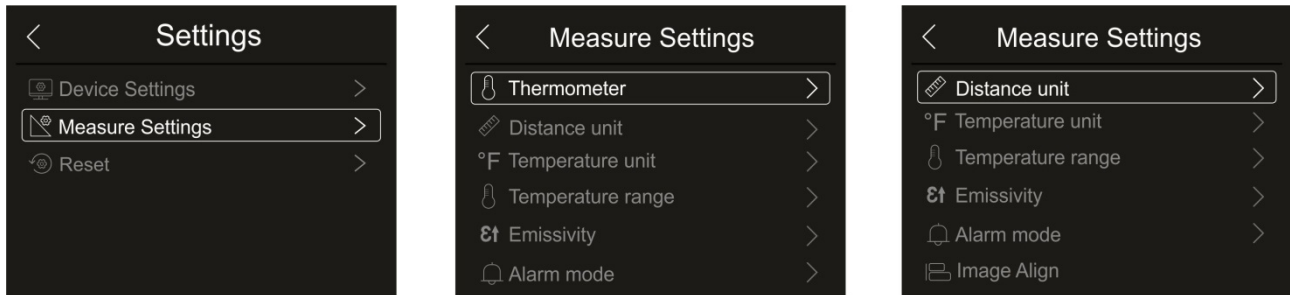 Settings
Device Settings
Measure Settings
Reset
Measure Settings
Thermometer
Distance unit
°F Temperature unit
Temperature range
Emissivity
Alarm mode
Measure Settings
Distance unit
°F Temperature unit
Temperature range
Emissivity
Alarm mode
Image Align